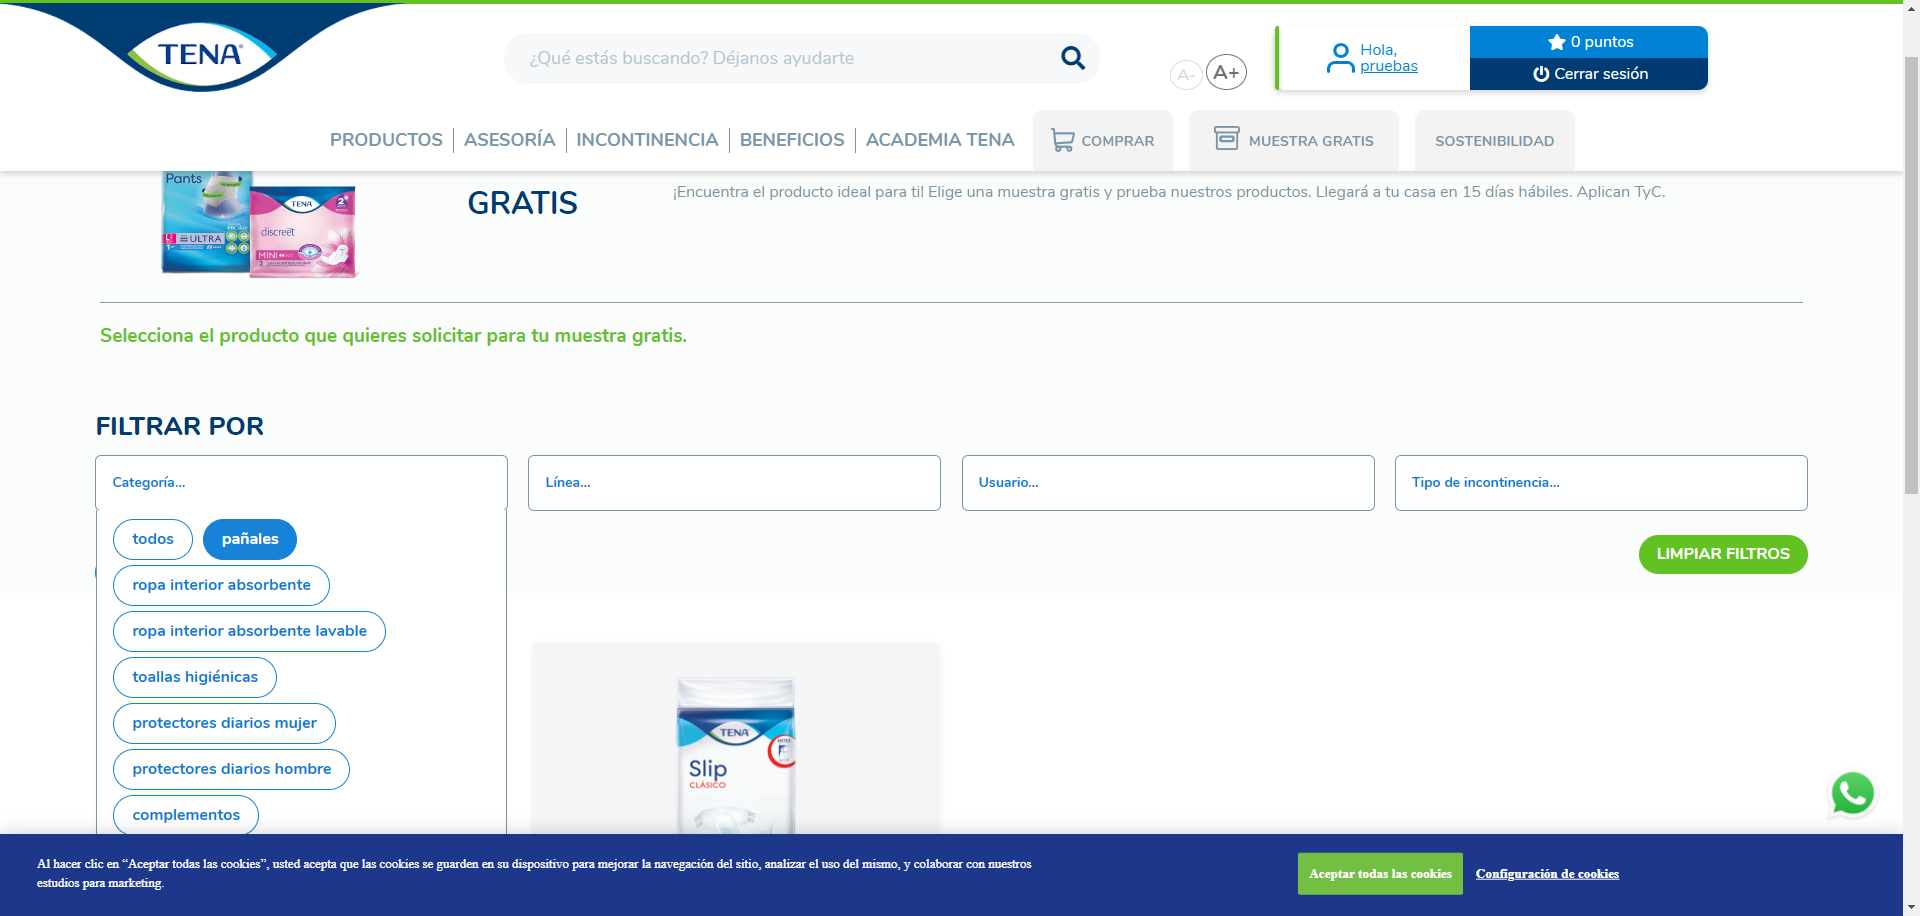 TENA
¿Qué estás buscando? Déjanos ayudarte
A-
A+
Hola,
pruebas
0 puntos
Cerrar sesión
PRODUCTOS
ASESORÍA
INCONTINENCIA
BENEFICIOS
ACADEMIA TENA
COMPRAR
MUESTRA GRATIS
SOSTENIBILIDAD
Pants
ULTRA
TENA
discreet
MINI
GRATIS
¡Encuentra el producto ideal para ti! Elige una muestra gratis y prueba nuestros productos. Llegará a tu casa en 15 días hábiles. Aplican TyC.
Selecciona el producto que quieres solicitar para tu muestra gratis.
FILTRAR POR
Categoría...
Línea...
Usuario...
Tipo de incontinencia...
todos
pañales
ropa interior absorbente
ropa interior absorbente lavable
toallas higiénicas
protectores diarios mujer
protectores diarios hombre
complementos
LIMPIAR FILTROS
TENA
Slip
CLÁSICO
Al hacer clic en “Aceptar todas las cookies”, usted acepta que las cookies se guarden en su dispositivo para mejorar la navegación del sitio, analizar el uso del mismo, y colaborar con nuestros
estudios para marketing.
Aceptar todas las cookies
Configuración de cookies